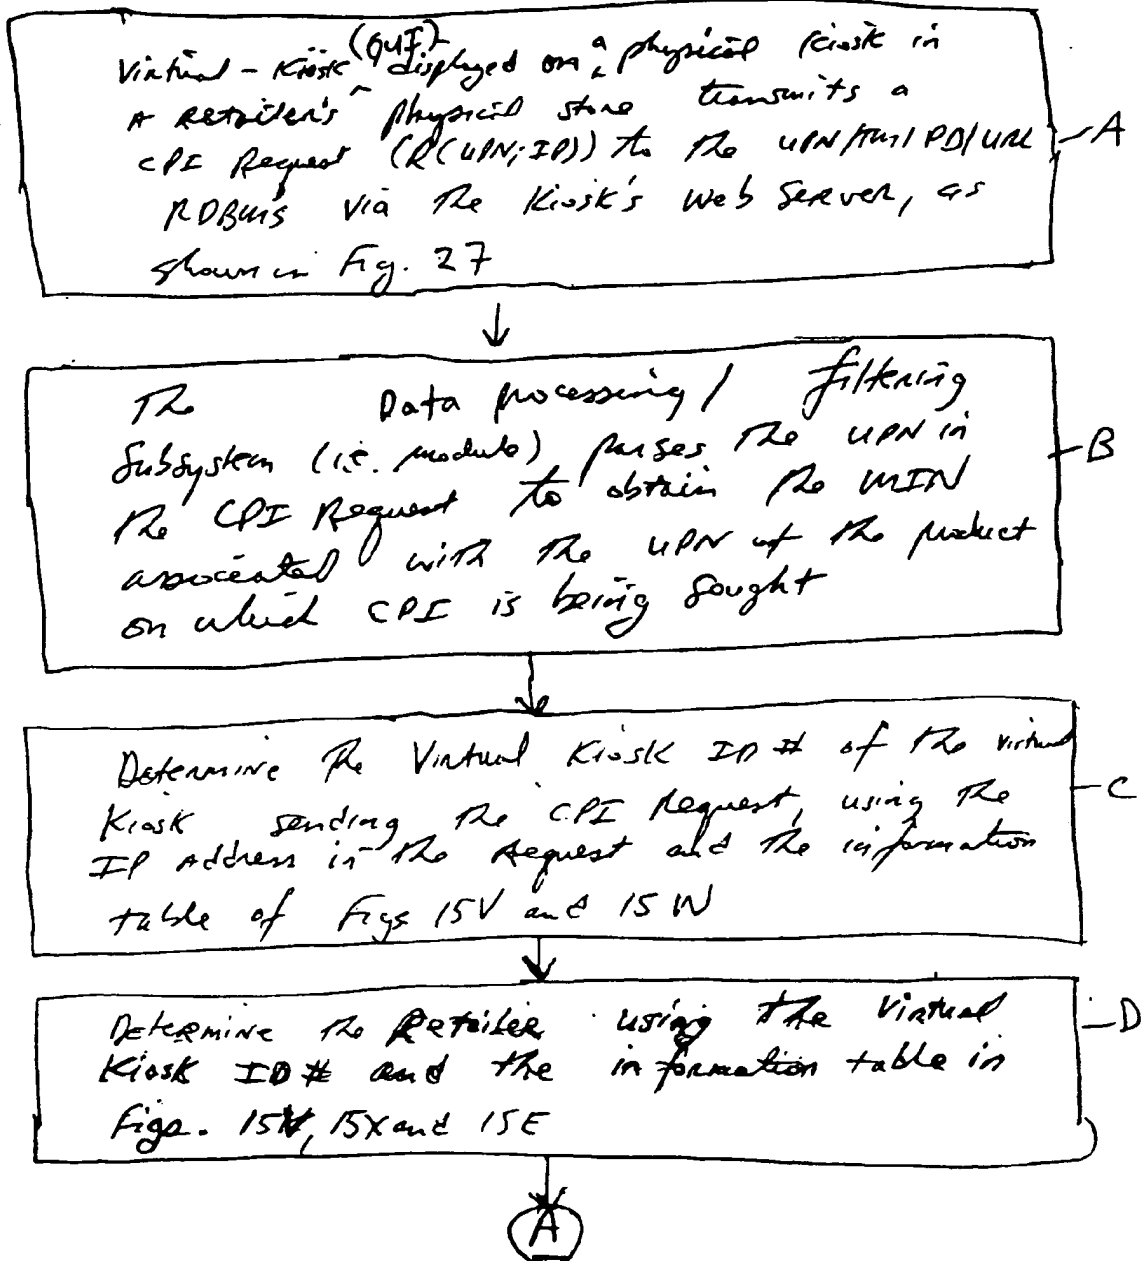 (GUI)
Virtual-Kiosk ^ displayed on ^ a physical kiosk in
A Retailer's physical store transmits a
CPI Request (R(UPN; IP)) to the UPN/TM/PD/URL
RDBMS via the Kiosk's Web Server, as
shown in Fig. 27
A
The Data processing/ filtering
Subsystem (i.e. module) parses the UPN in
the CPI Request to obtain the MIN
associated with the UPN of the product
on which CPI is being sought
B
Determine the Virtual Kiosk ID # of the virtual
Kiosk sending the CPI Request, using the
IP Address in the Request and the information
table of Figs 15V and 15W
C
Determine the Retailer using the Virtual
Kiosk ID # and the information table in
Figs. 15, 15X and 15E
D
A